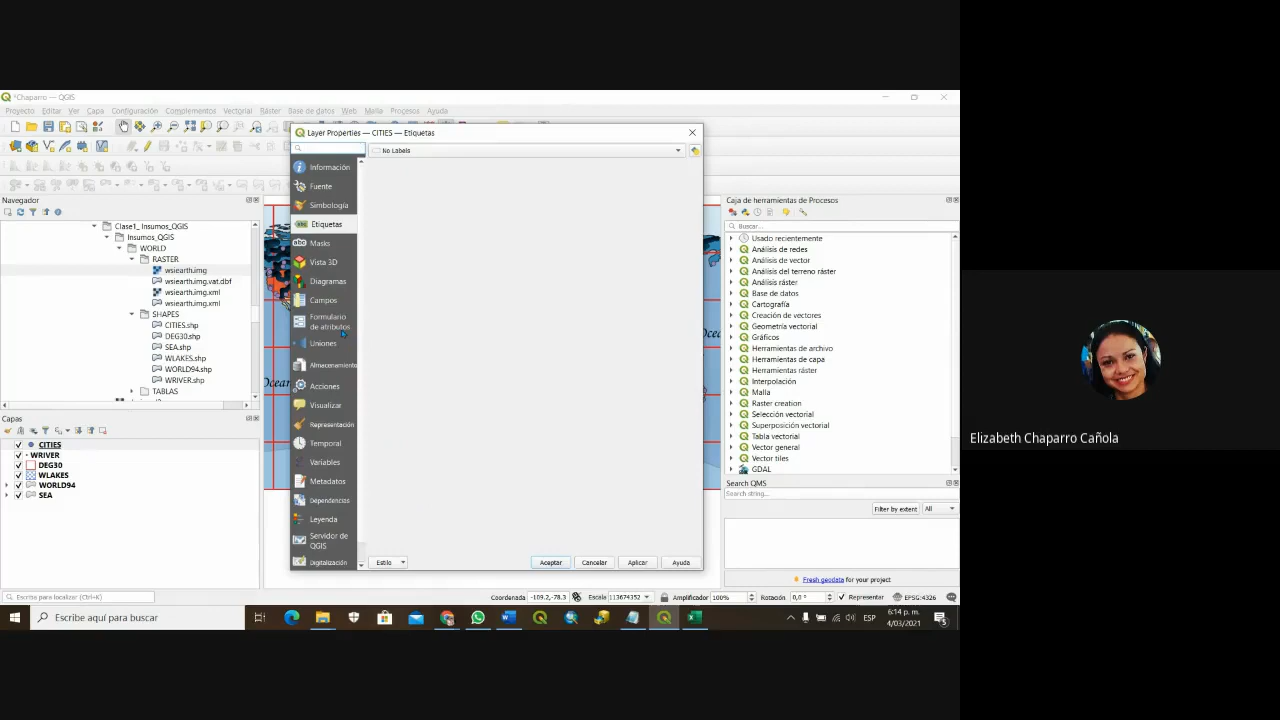 *Chaparro — QGIS
Proyecto Editar Ver Capa Configuración Complementos Vectorial Ráster Base de datos Web Malla Procesos Ayuda
Layer Properties — CITIES — Etiquetas
No Labels
Información
Fuente
Simbología
Etiquetas
Masks
Vista 3D
Diagramas
Campos
Formulario
de atributos
Uniones
Almacenamiento
Acciones
Visualizar
Representación
Temporal
Variables
Metadatos
Dependencias
Leyenda
Servidor de
QGIS
Digitalización
Estilo
Aceptar
Cancelar
Aplicar
Ayuda
Navegador
Clase1_ Insumos_QGIS
Insumos_QGIS
WORLD
RASTER
wsiearth.img
wsiearth.img.vat.dbf
wsiearth.img.xml
wsiearth.img.xml
SHAPES
CITIES.shp
DEG30.shp
SEA.shp
WLAKES.shp
WORLD94.shp
WRIVER.shp
TABLAS
Capas
CITIES
WRIVER
DEG30
WLAKES
WORLD94
SEA
Caja de herramientas de Procesos
Buscar...
Usado recientemente
Análisis de redes
Análisis de vector
Análisis del terreno ráster
Análisis ráster
Base de datos
Cartografía
Creación de vectores
Geometría vectorial
Gráficos
Herramientas de archivo
Herramientas de capa
Herramientas ráster
Interpolación
Malla
Raster creation
Selección vectorial
Superposición vectorial
Tabla vectorial
Vector general
Vector tiles
GDAL
Search QMS
Search string...
Filter by extent All
Fresh geodata for your project
Escribe para localizar (Ctrl+K)
Coordenada -109.2,-78.3 Escala 1:13674352 Amplificador 100% Rotación 0,0 ° Representar EPSG:4326
Escribe aquí para buscar
ESP
6:14 p. m.
4/03/2021
Elizabeth Chaparro Cañola